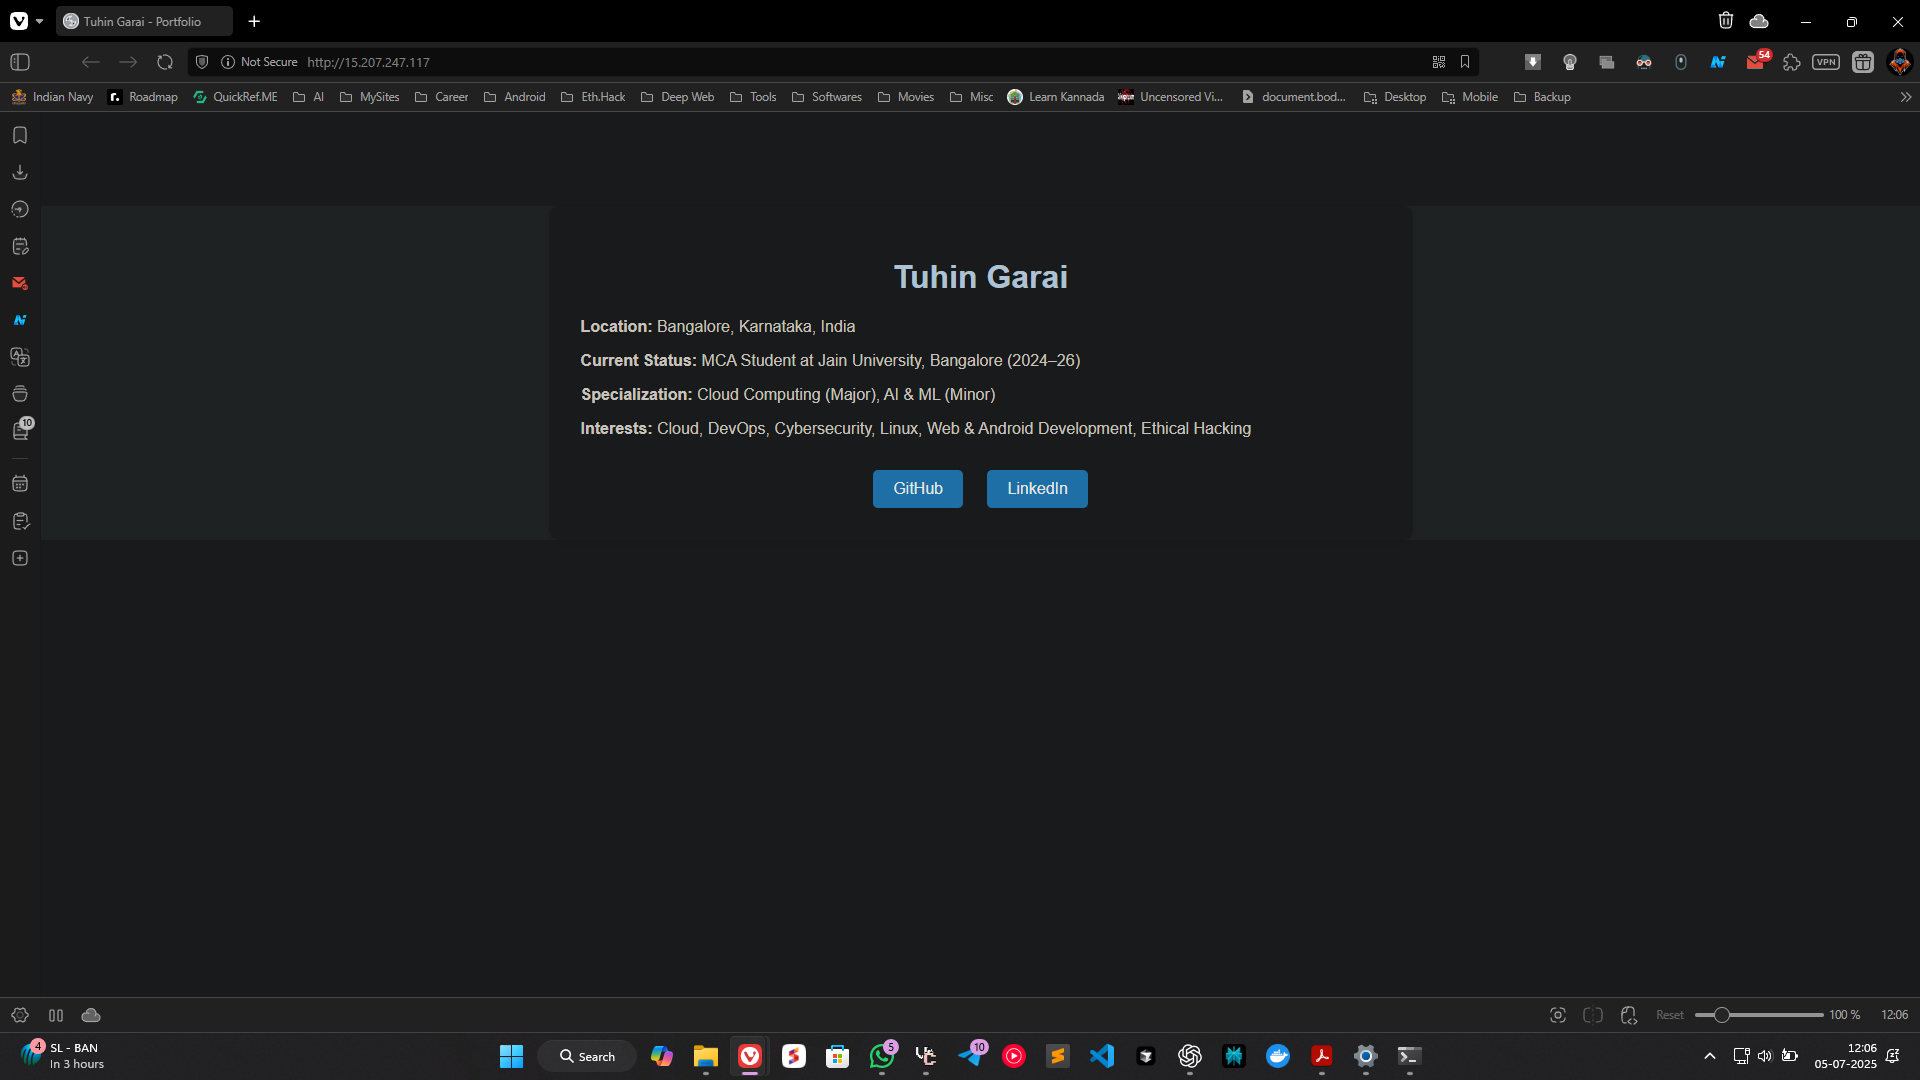 Tuhin Garai - Portfolio
Not Secure http://15.207.247.117
54
VPN
Indian Navy
r. Roadmap
QuickRef.ME
AI
MySites
Career
Android
Eth.Hack
Deep Web
Tools
Softwares
Movies
Misc
Learn Kannada
Uncensored Vi...
document.bod...
Desktop
Mobile
Backup
10
Tuhin Garai
Location: Bangalore, Karnataka, India
Current Status: MCA Student at Jain University, Bangalore (2024–26)
Specialization: Cloud Computing (Major), AI & ML (Minor)
Interests: Cloud, DevOps, Cybersecurity, Linux, Web & Android Development, Ethical Hacking
GitHub
LinkedIn
Reset
100 %
12:06
4
SL - BAN
In 3 hours
Search
5
10
12:06
05-07-2025